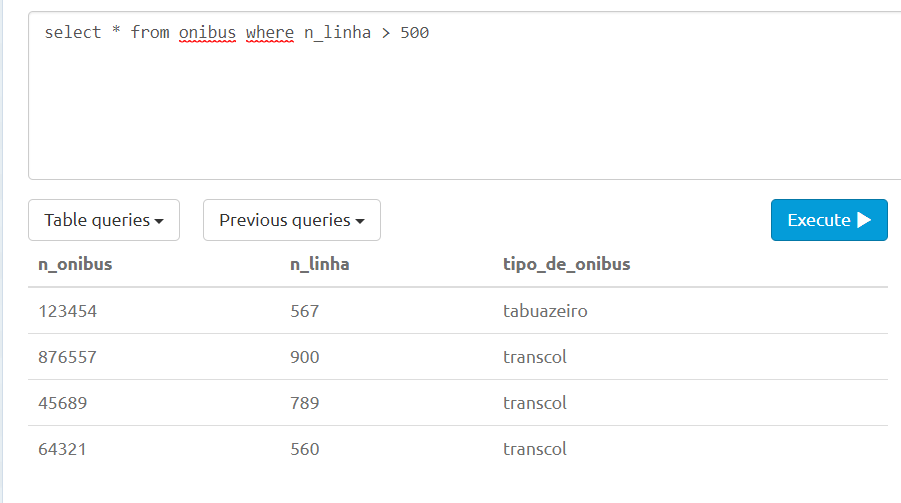 select * from onibus where n_linha > 500
Table queries Previous queries Execute
n_onibus n_linha tipo_de_onibus
123454 567 tabuazeiro
876557 900 transcol
45689 789 transcol
64321 560 transcol